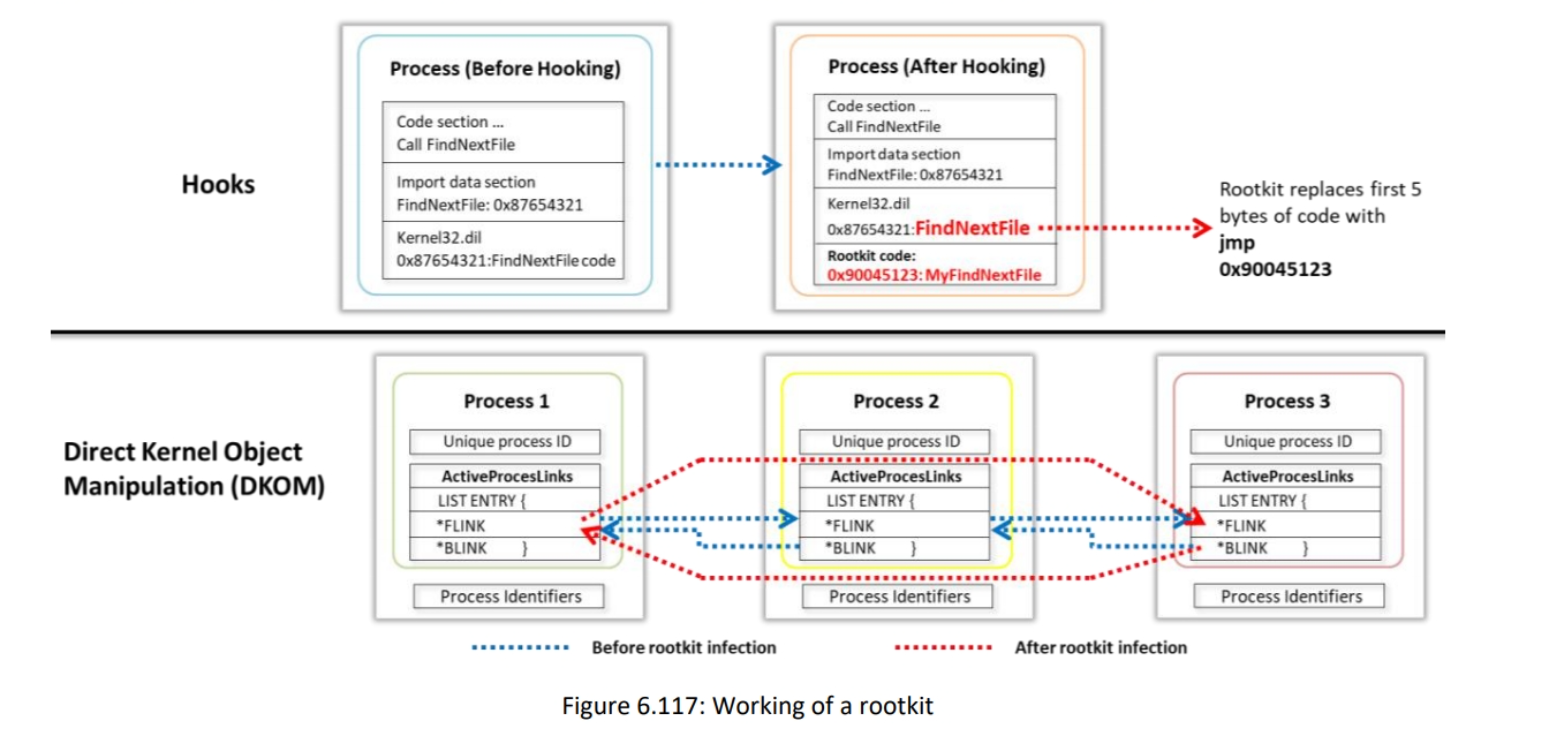 Process (Before Hooking)
Code section ...
Call FindNextFile
Import data section
FindNextFile: 0x87654321
Kernel32.dil
0x87654321:FindNextFile code
Process (After Hooking)
Code section ...
Call FindNextFile
Import data section
FindNextFile: 0x87654321
Kernel32.dil
0x87654321:FindNextFile
Rootkit code:
0x90045123: MyFindNextFile
Hooks
Rootkit replaces first 5
bytes of code with
jmp
0x90045123
Direct Kernel Object
Manipulation (DKOM)
Process 1
Unique process ID
ActiveProcesLinks
LIST ENTRY {
*FLINK
*BLINK }
Process Identifiers
Process 2
Unique process ID
ActiveProcesLinks
LIST ENTRY {
*FLINK
*BLINK }
Process Identifiers
Process 3
Unique process ID
ActiveProcesLinks
LIST ENTRY {
*FLINK
*BLINK }
Process Identifiers
Before rootkit infection
After rootkit infection
Figure 6.117: Working of a rootkit